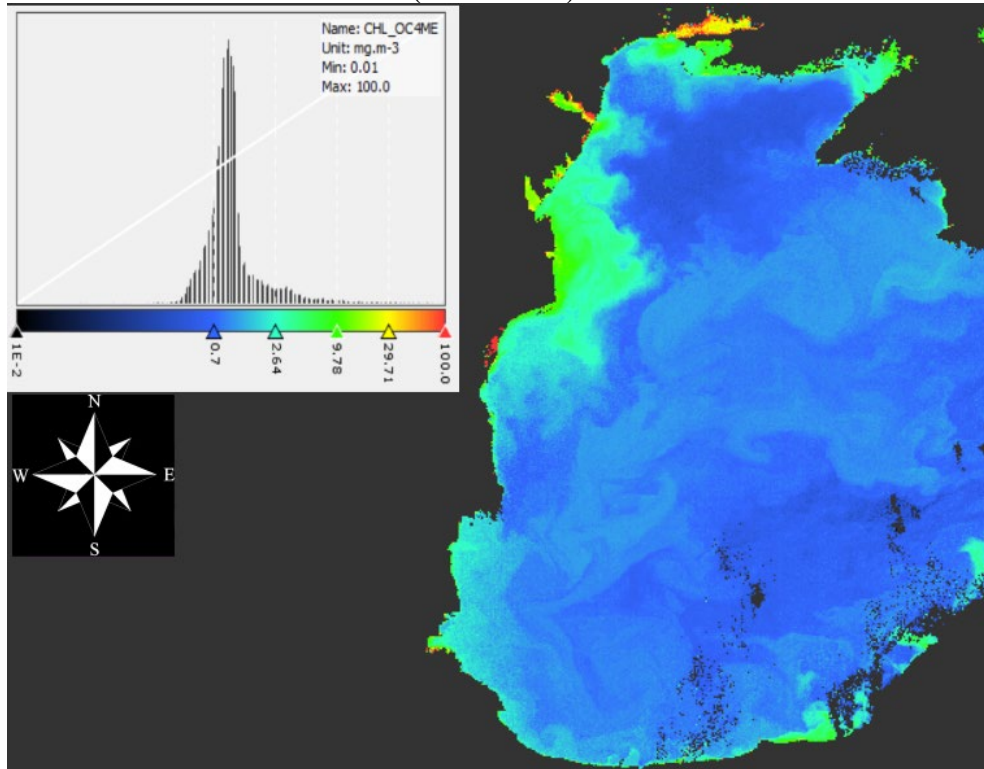 Name: CHL_OC4ME
Unit: mg.m-3
Min: 0.01
Max: 100.0
1E-2
0.7
2.64
9.78
29.71
100.0
N
W
E
S